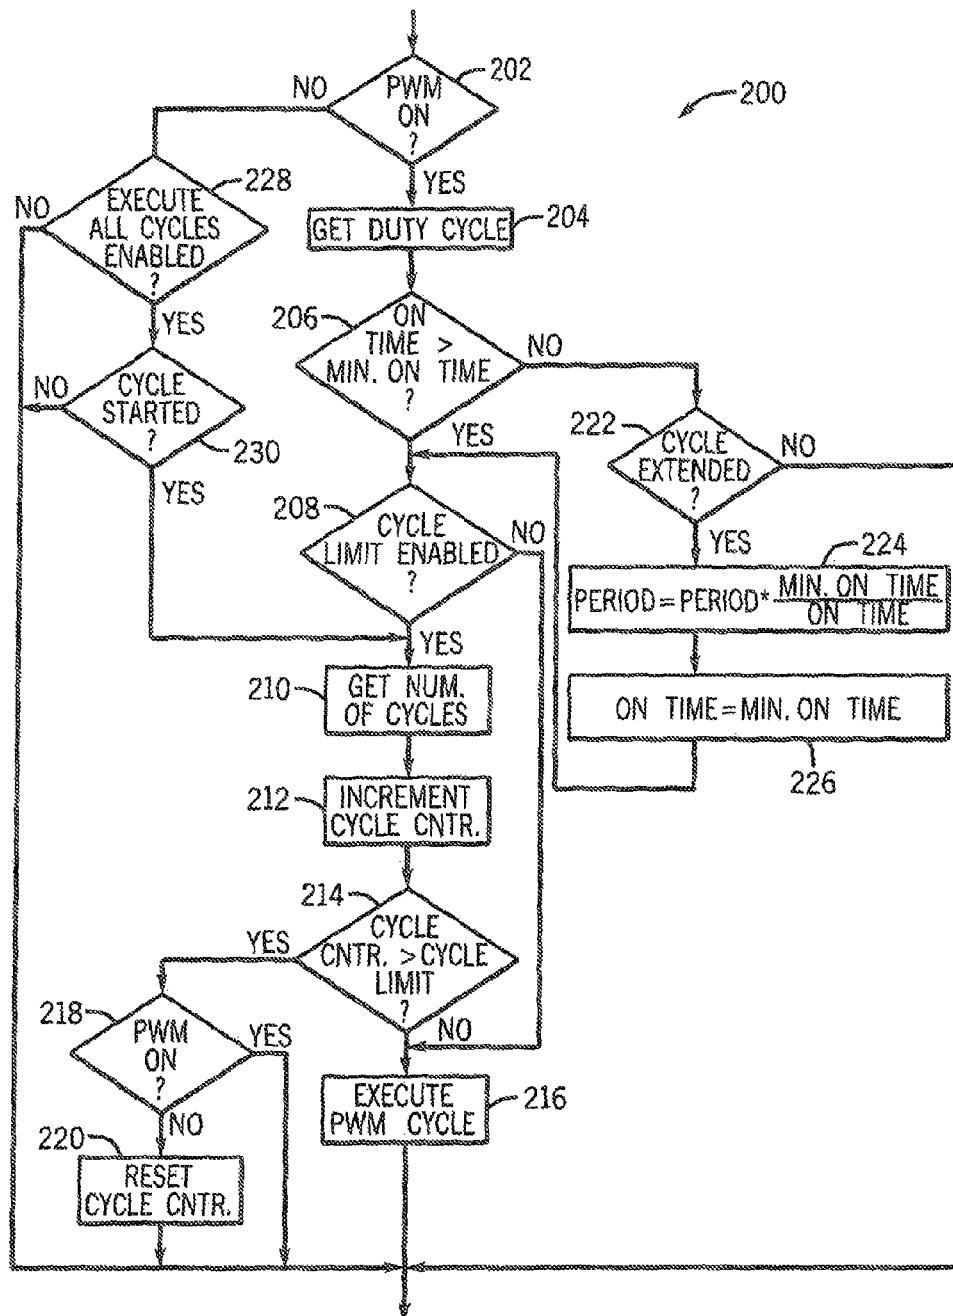 202
PWM
ON
?
NO
YES
200
228
EXECUTE
ALL CYCLES
ENABLED
?
NO
YES
GET DUTY CYCLE
204
206
ON
TIME >
MIN. ON TIME
?
NO
YES
CYCLE
STARTED
?
NO
230
YES
222
CYCLE
EXTENDED
?
NO
YES
208
CYCLE
LIMIT ENABLED
?
NO
YES
224
PERIOD=PERIOD* MIN. ON TIME
ON TIME
210
GET NUM.
OF CYCLES
ON TIME=MIN. ON TIME
226
212
INCREMENT
CYCLE CNTR.
214
CYCLE
CNTR. >CYCLE
LIMIT
?
YES
NO
218
PWM
ON
?
YES
NO
EXECUTE
PWM CYCLE
216
220
RESET
CYCLE CNTR.